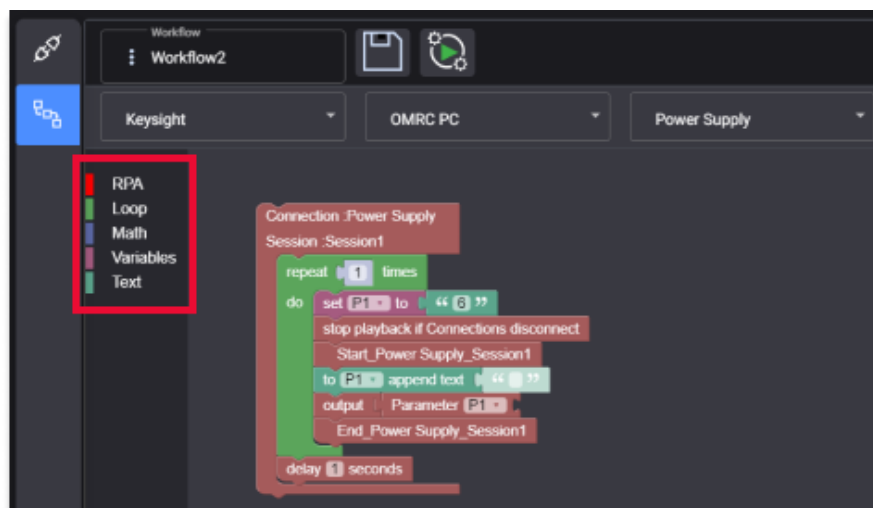 Workflow
Workflow2
Keysight
OMRC PC
Power Supply
RPA
Loop
Math
Variables
Text
Connection :Power Supply
Session :Session1
repeat 1 times
do set P1 to “ 6 ”
stop playback if Connections disconnect
Start_Power Supply_Session1
to P1 append text “ ”
output Parameter P1
End_Power Supply_Session1
delay 1 seconds